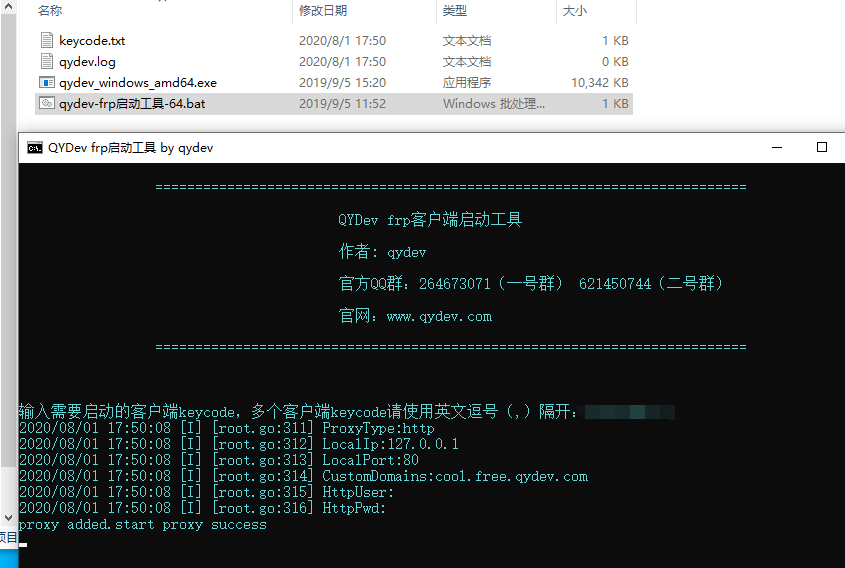 名称 修改日期 类型 大小
keycode.txt 2020/8/1 17:50 文本文档 1 KB
qydev.log 2020/8/1 17:50 文本文档 0 KB
qydev_windows_amd64.exe 2019/9/5 15:20 应用程序 10,342 KB
qydev-frp启动工具-64.bat 2019/9/5 11:52 Windows 批处理... 1 KB
QYDev frp启动工具 by qydev
=========================================================================
QYDev frp客户端启动工具
作者: qydev
官方QQ群：264673071（一号群） 621450744（二号群）
官网：www.qydev.com
=========================================================================
输入需要启动的客户端keycode，多个客户端keycode请使用英文逗号（,）隔开：
2020/08/01 17:50:08 [I] [root.go:311] ProxyType:http
2020/08/01 17:50:08 [I] [root.go:312] LocalIp:127.0.0.1
2020/08/01 17:50:08 [I] [root.go:313] LocalPort:80
2020/08/01 17:50:08 [I] [root.go:314] CustomDomains:cool.free.qydev.com
2020/08/01 17:50:08 [I] [root.go:315] HttpUser:
2020/08/01 17:50:08 [I] [root.go:316] HttpPwd:
proxy added.start proxy success
项目